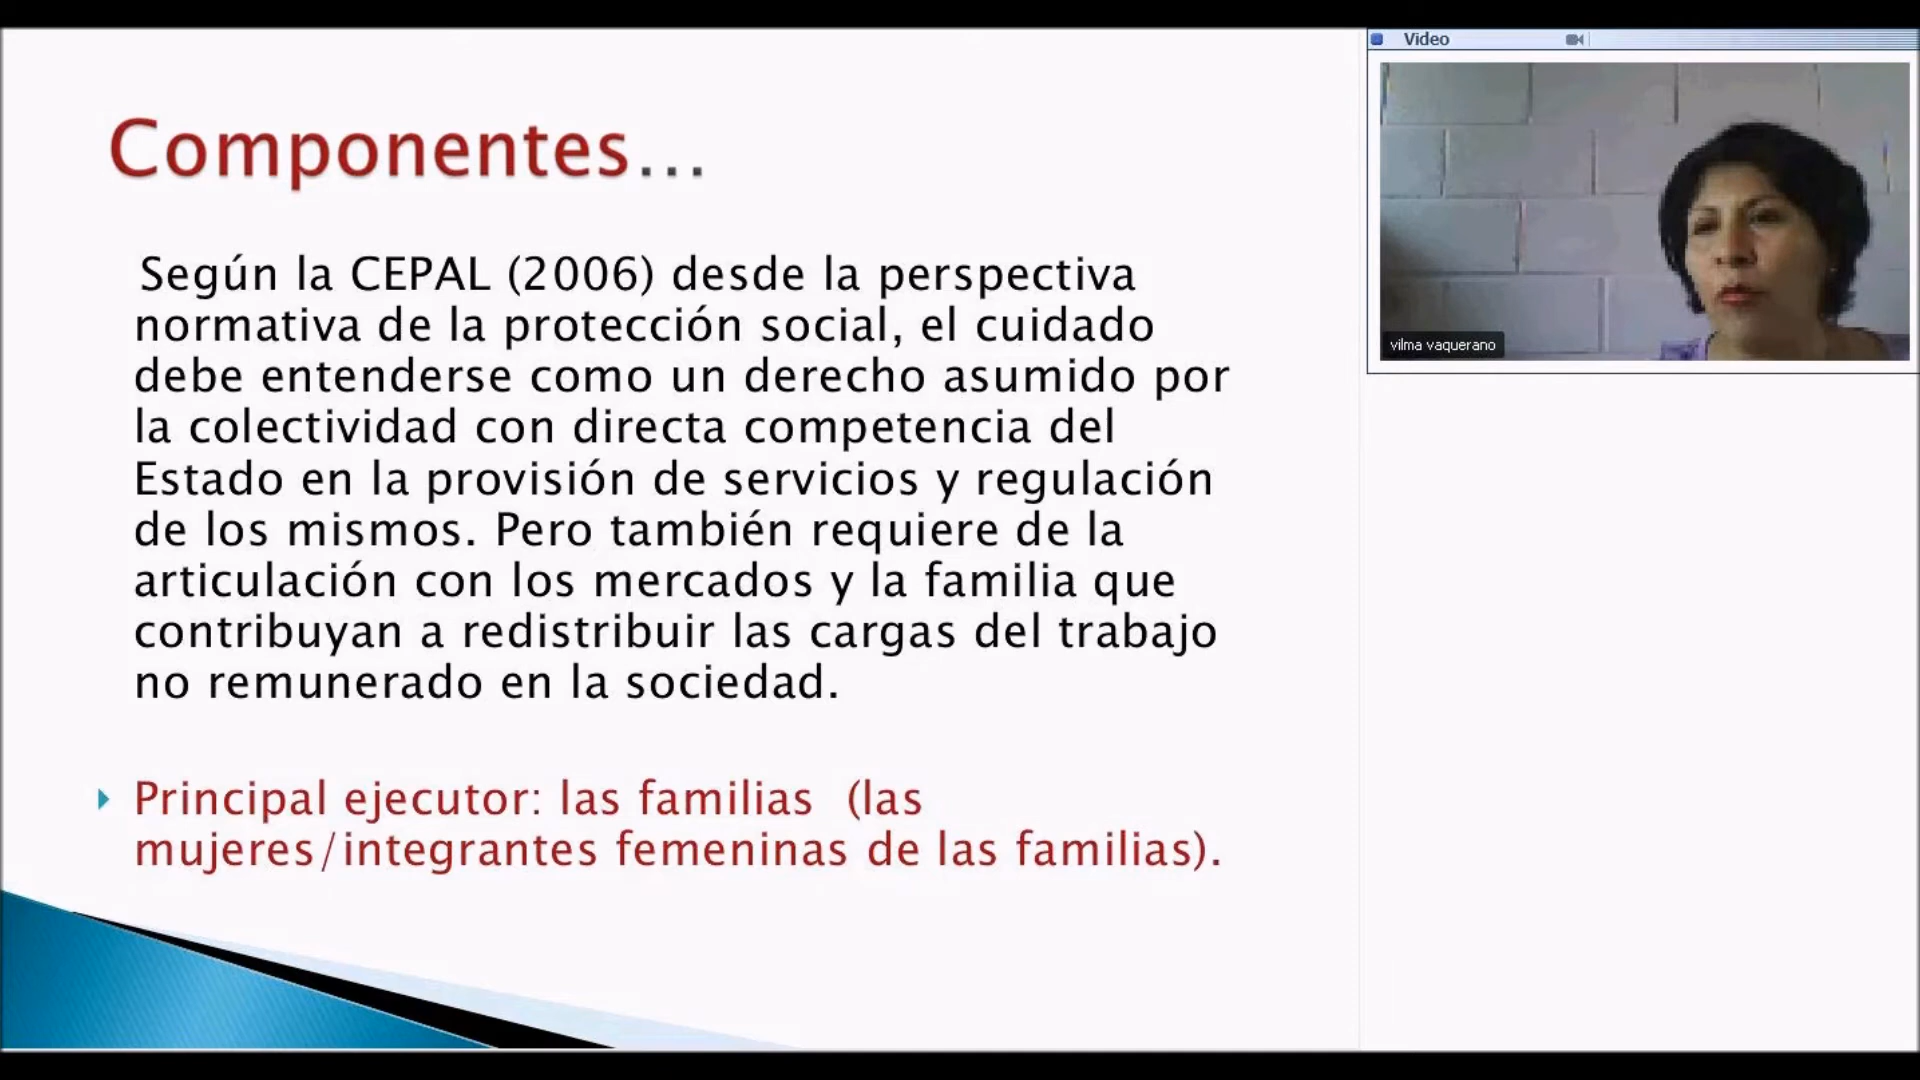 Componentes...
Según la CEPAL (2006) desde la perspectiva
normativa de la protección social, el cuidado
debe entenderse como un derecho asumido por
la colectividad con directa competencia del
Estado en la provisión de servicios y regulación
de los mismos. Pero también requiere de la
articulación con los mercados y la familia que
contribuyan a redistribuir las cargas del trabajo
no remunerado en la sociedad.
Principal ejecutor: las familias (las
mujeres/integrantes femeninas de las familias).
Video
vilma vaquerano